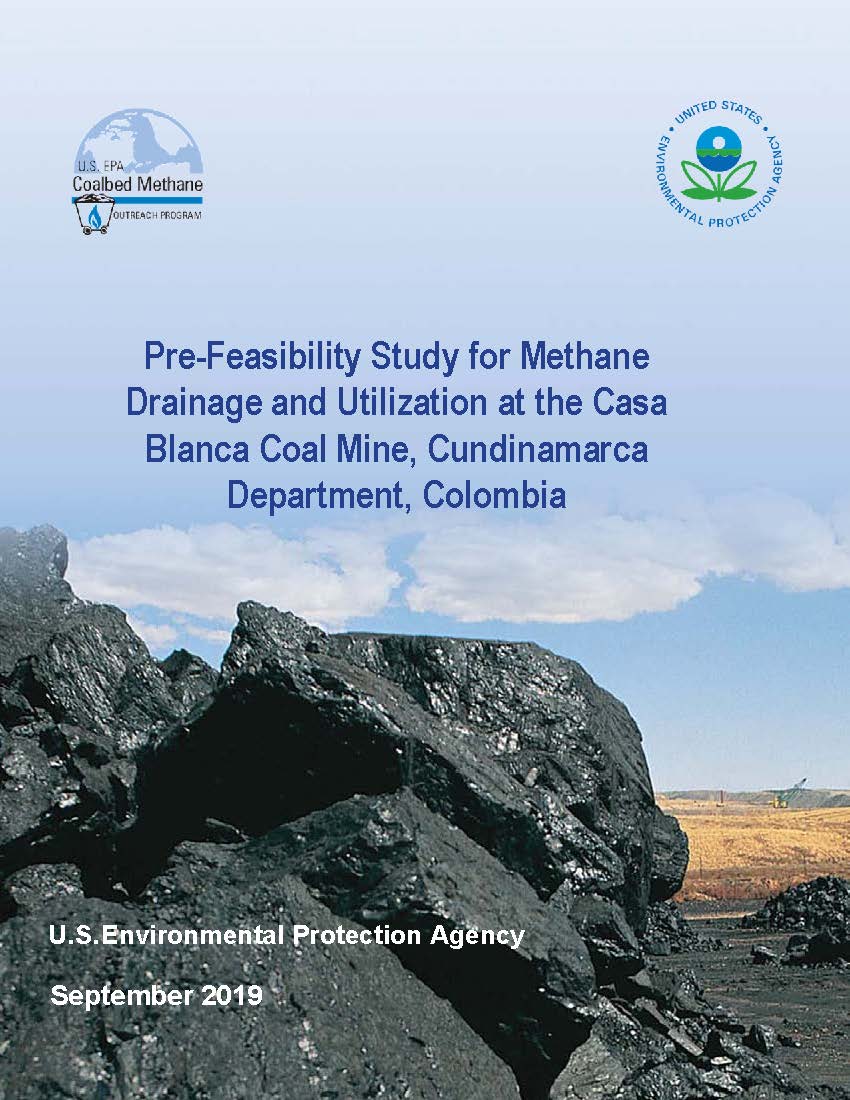 U.S. EPA
Coalbed Methane
OUTREACH PROGRAM
UNITED STATES
ENVIRONMENTAL PROTECTION AGENCY
Pre-Feasibility Study for Methane
Drainage and Utilization at the Casa
Blanca Coal Mine, Cundinamarca
Department, Colombia
U.S.Environmental Protection Agency
September 2019